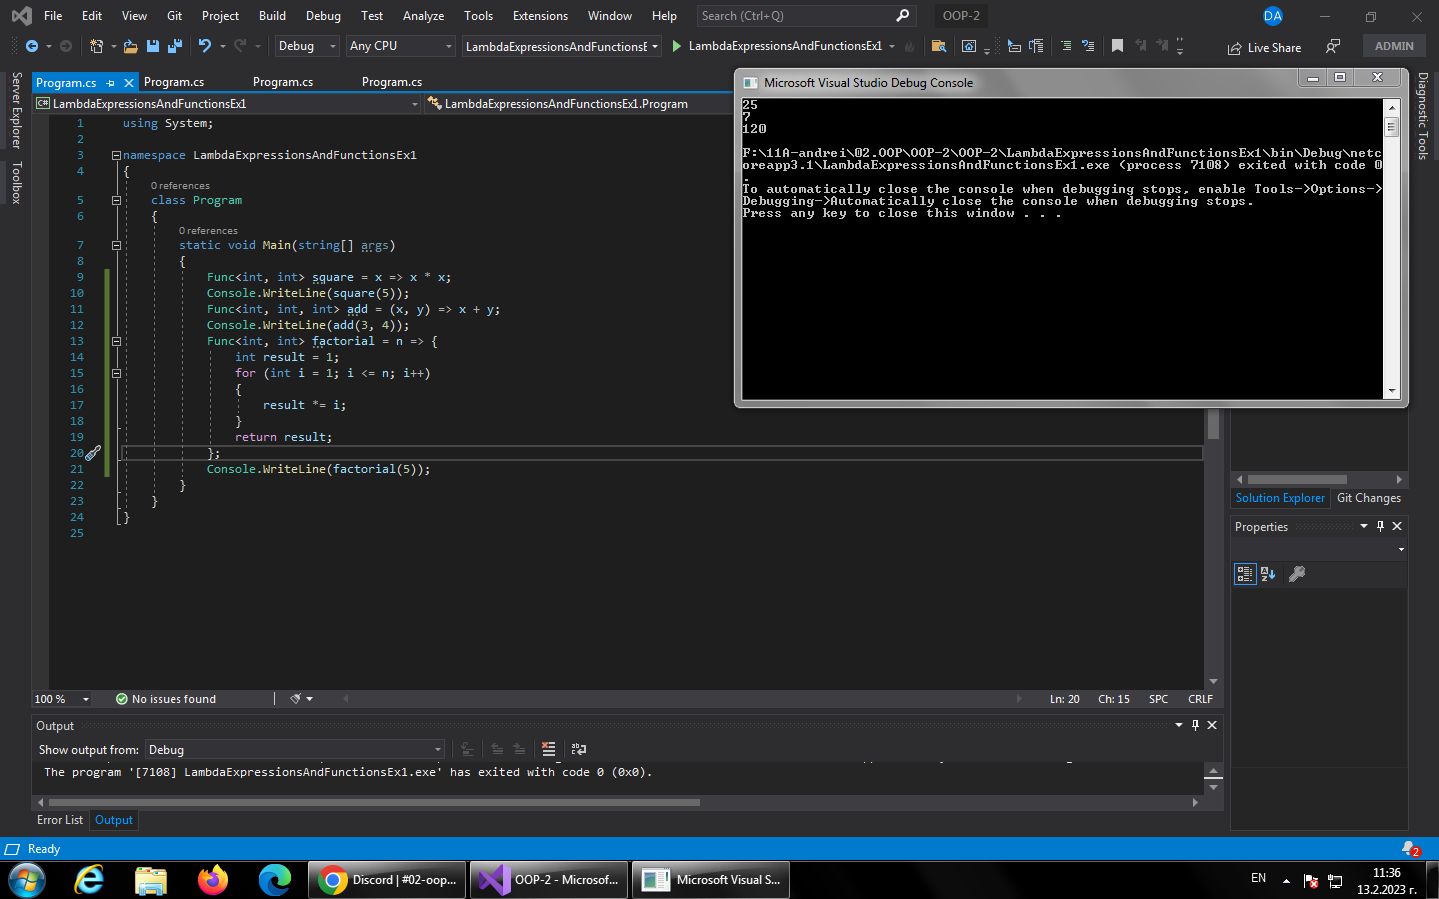 File Edit View Git Project Build Debug Test Analyze Tools Extensions Window Help Search (Ctrl+Q) OOP-2 DA
Debug Any CPU LambdaExpressionsAndFunctionsE LambdaExpressionsAndFunctionsEx1 Live Share ADMIN
Server Explorer
Toolbox
Program.cs Program.cs Program.cs Program.cs
C# LambdaExpressionsAndFunctionsEx1 LambdaExpressionsAndFunctionsEx1.Program
1 using System;
2
3 namespace LambdaExpressionsAndFunctionsEx1
4 {
0 references
5 class Program
6 {
0 references
7 static void Main(string[] args)
8 {
9 Func<int, int> square = x => x * x;
10 Console.WriteLine(square(5));
11 Func<int, int, int> add = (x, y) => x + y;
12 Console.WriteLine(add(3, 4));
13 Func<int, int> factorial = n => {
14 int result = 1;
15 for (int i = 1; i <= n; i++)
16 {
17 result *= i;
18 }
19 return result;
20 };
21 Console.WriteLine(factorial(5));
22 }
23 }
24 }
25
Microsoft Visual Studio Debug Console
25
7
120
F:\11A-andrei\@2.OOP\OOP-2\OOP-2\LambdaExpressionsAndFunctionsEx1\bin\Debug\netc
oreapp3.1\LambdaExpressionsAndFunctionsEx1.exe (process 7108) exited with code 0
.
To automatically close the console when debugging stops, enable Tools->Options->
Debugging->Automatically close the console when debugging stops.
Press any key to close this window . . .
Diagnostic Tools
Solution Explorer Git Changes
Properties
100 % No issues found Ln: 20 Ch: 15 SPC CRLF
Output
Show output from: Debug
The program '[7108] LambdaExpressionsAndFunctionsEx1.exe' has exited with code 0 (0x0).
Error List Output
Ready 2
Discord | #02-oop... OOP-2 - Microsof... Microsoft Visual S... EN 11:36
13.2.2023 г.